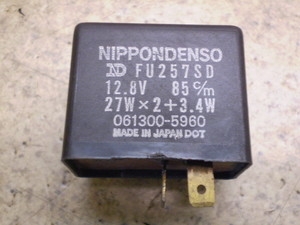 NIPPONDENSO
ND FU257SD
12.8V 85c/m
27W×2+3.4W
061300-5960
MADE IN JAPAN DOT